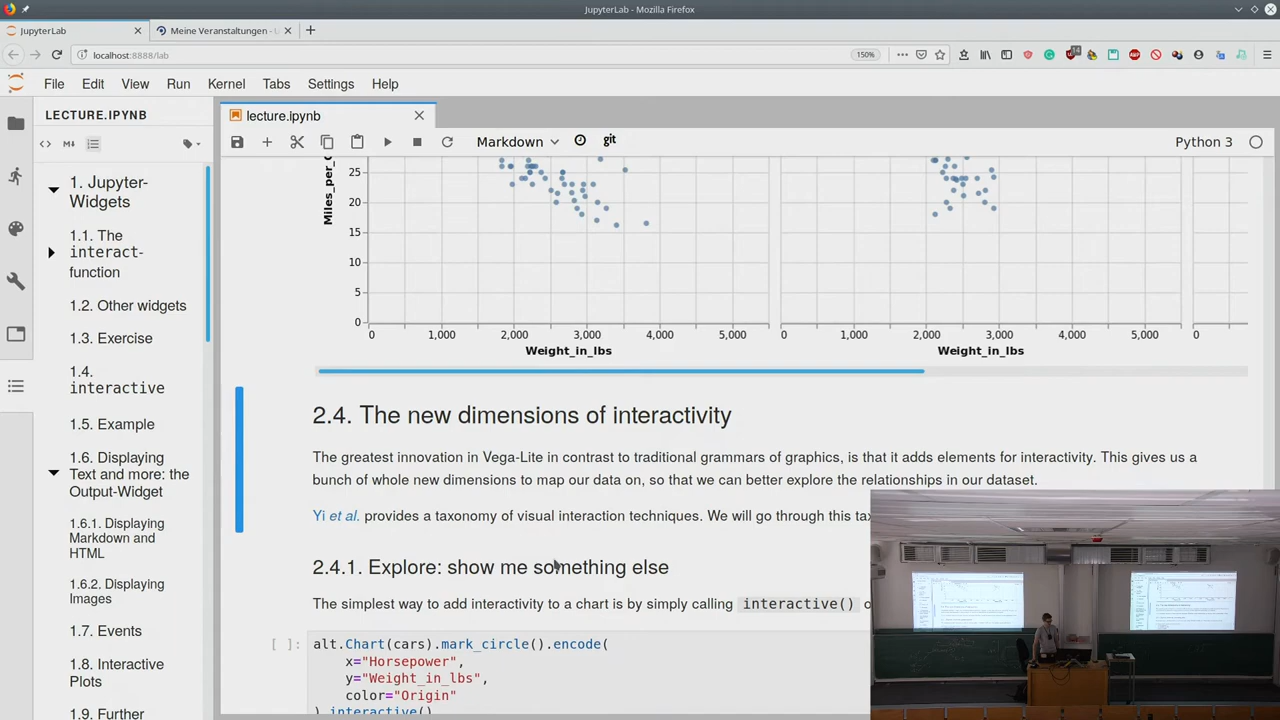 JupyterLab - Mozilla Firefox
JupyterLab
Meine Veranstaltungen -
localhost:8888/lab
150%
14
ABP
File Edit View Run Kernel Tabs Settings Help
LECTURE.IPYNB
lecture.ipynb
Markdown
git
Python 3
1. Jupyter-
Widgets
1.1. The
interact-
function
1.2. Other widgets
1.3. Exercise
1.4.
interactive
1.5. Example
1.6. Displaying
Text and more: the
Output-Widget
1.6.1. Displaying
Markdown and
HTML
1.6.2. Displaying
Images
1.7. Events
1.8. Interactive
Plots
1.9. Further
Miles_per_
25
20
15
10
5
0
0 1,000 2,000 3,000 4,000 5,000
Weight_in_lbs
0 1,000 2,000 3,000 4,000 5,000
Weight_in_lbs
0
2.4. The new dimensions of interactivity
The greatest innovation in Vega-Lite in contrast to traditional grammars of graphics, is that it adds elements for interactivity. This gives us a
bunch of whole new dimensions to map our data on, so that we can better explore the relationships in our dataset.
Yi et al. provides a taxonomy of visual interaction techniques. We will go through this tax
2.4.1. Explore: show me something else
The simplest way to add interactivity to a chart is by simply calling interactive() o
[ ]:
alt.Chart(cars).mark_circle().encode(
x="Horsepower",
y="Weight_in_lbs",
color="Origin"
).interactive()